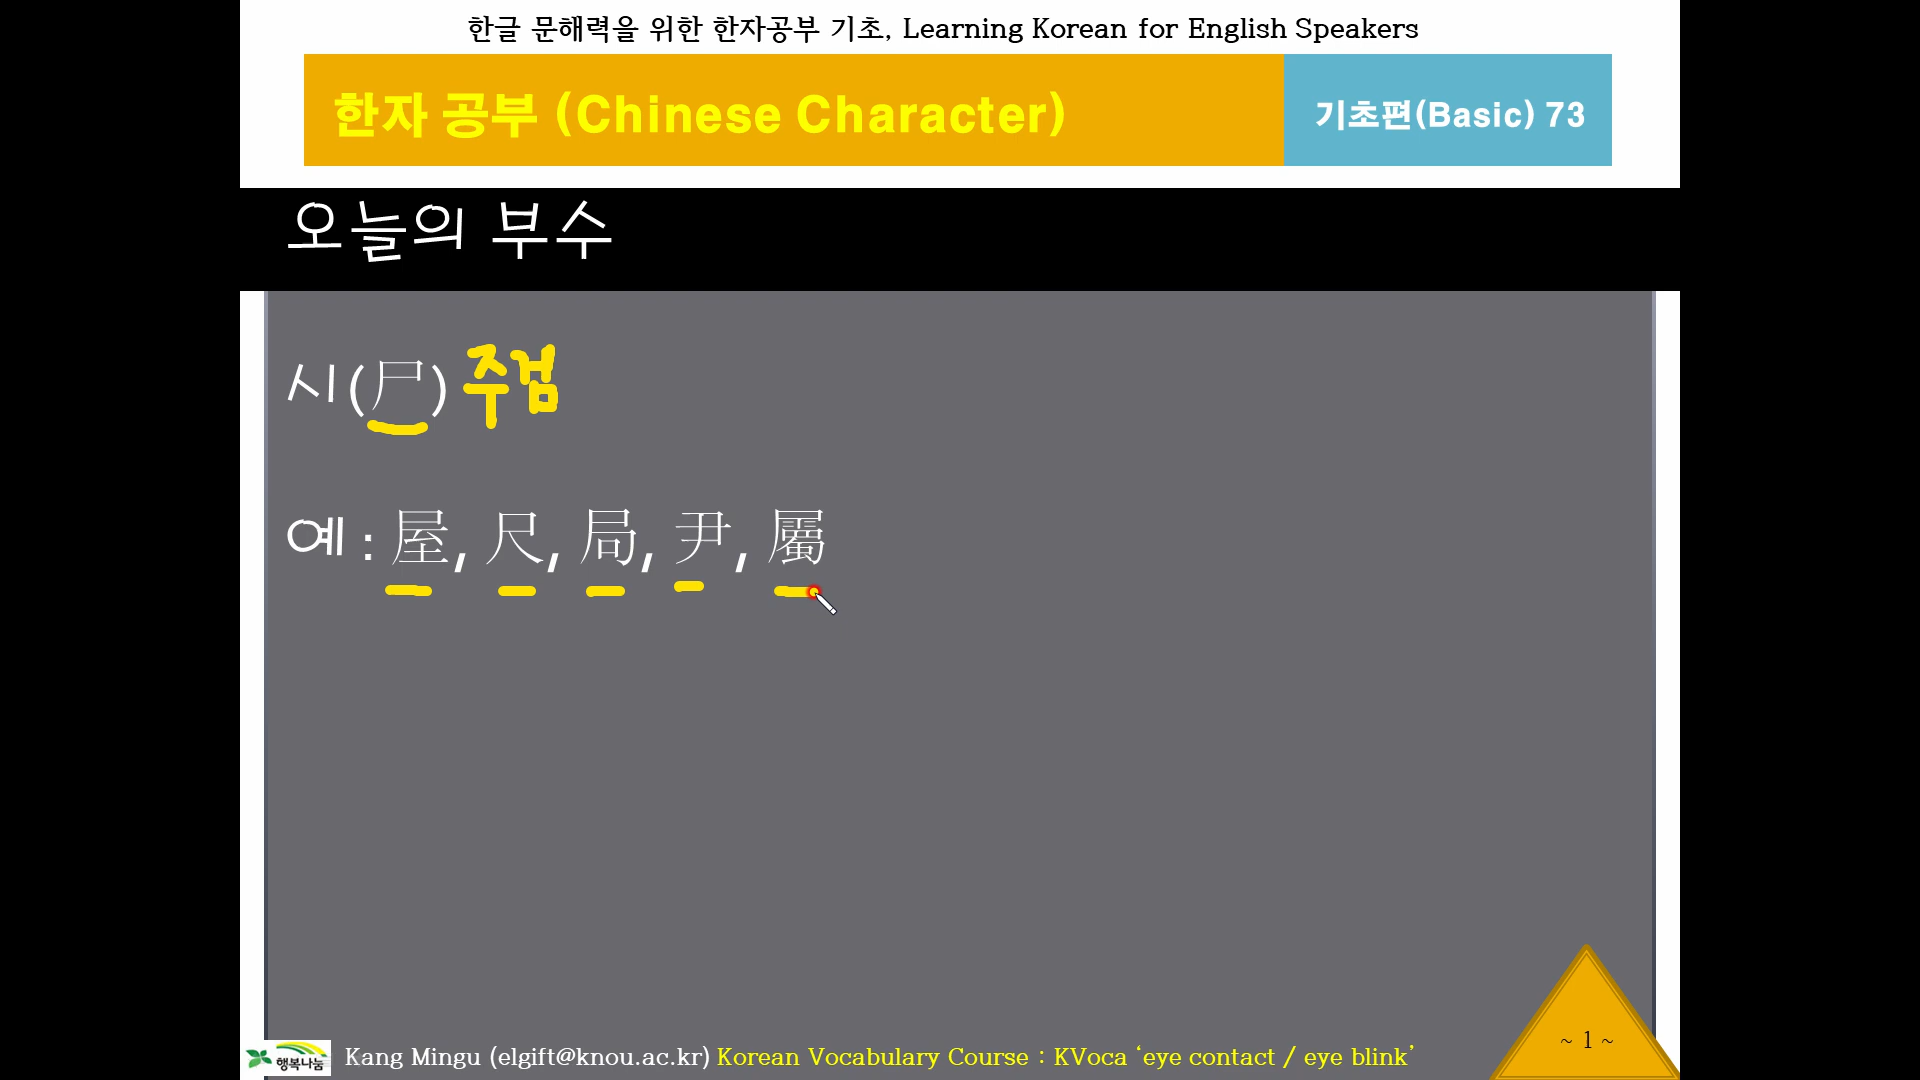 한글 문해력을 위한 한자공부 기초, Learning Korean for English Speakers
한자 공부 (Chinese Character)
기초편(Basic) 73
오늘의 부수
시(尸) 주검
예: 屋, 尺, 局, 尹, 屬
~ 1 ~
행복나눔
Kang Mingu (elgift@knou.ac.kr) Korean Vocabulary Course : KVoca ‘eye contact / eye blink’